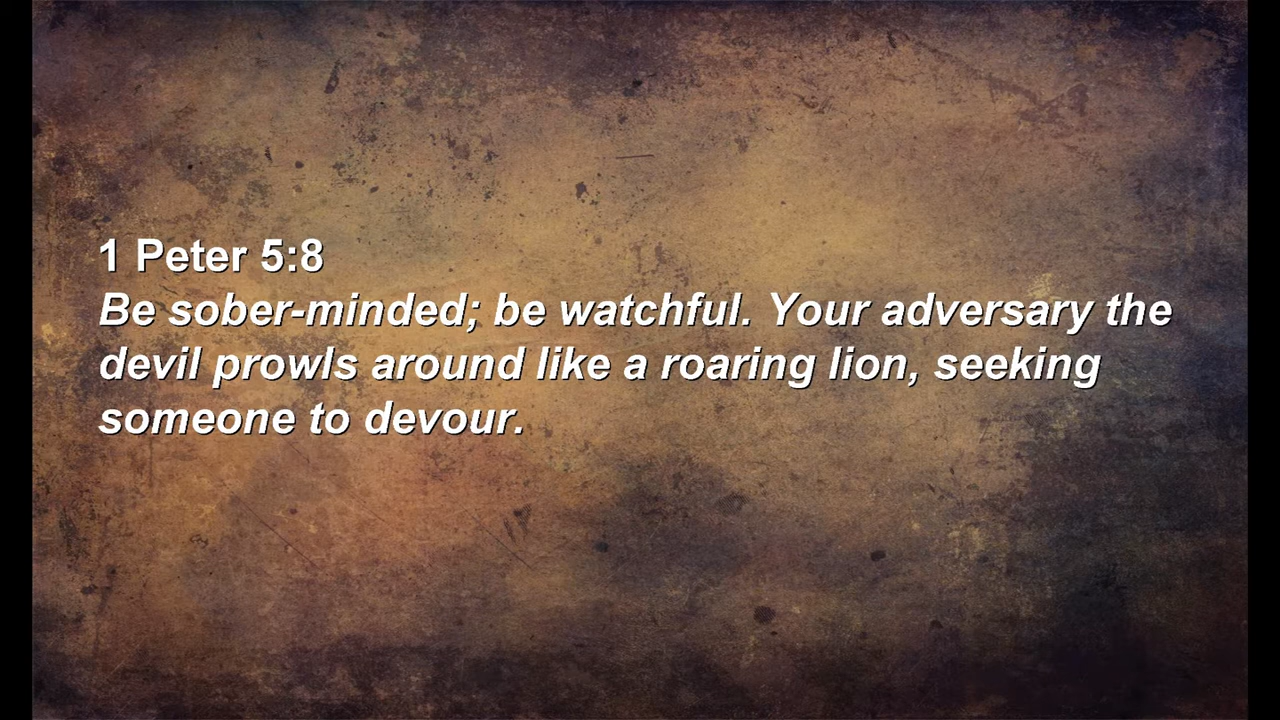 1 Peter 5:8
Be sober-minded; be watchful. Your adversary the
devil prowls around like a roaring lion, seeking
someone to devour.